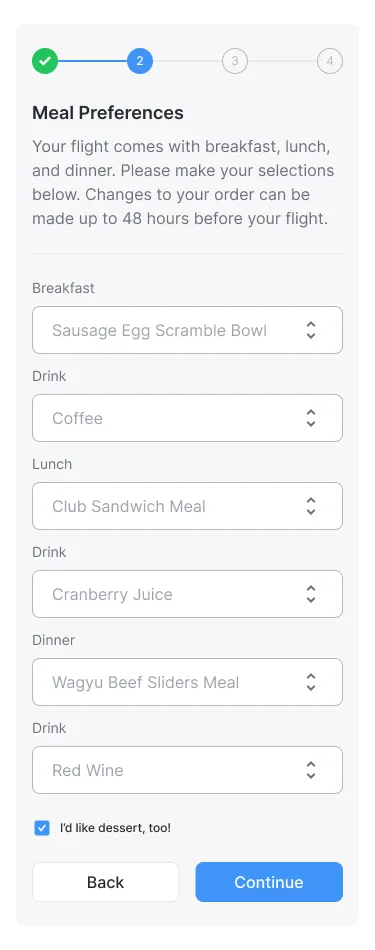 2 3 4
Meal Preferences
Your flight comes with breakfast, lunch,
and dinner. Please make your selections
below. Changes to your order can be
made up to 48 hours before your flight.
Breakfast
Sausage Egg Scramble Bowl
Drink
Coffee
Lunch
Club Sandwich Meal
Drink
Cranberry Juice
Dinner
Wagyu Beef Sliders Meal
Drink
Red Wine
I’d like dessert, too!
Back Continue